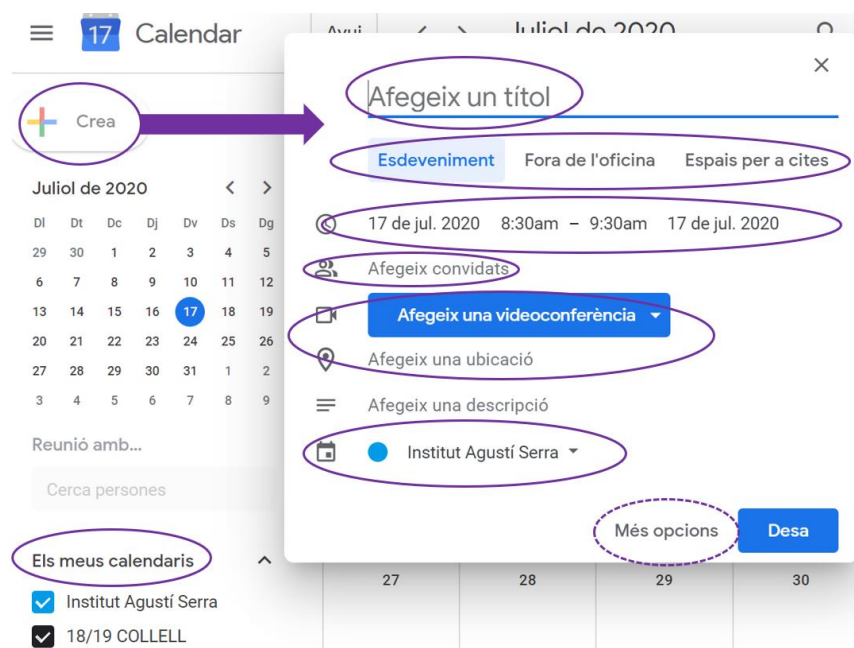 17 Calendar
Avui
Juliol de 2020
Crea
Juliol de 2020
Dl Dt Dc Dj Dv Ds Dg
29 30 1 2 3 4 5
6 7 8 9 10 11 12
13 14 15 16 17 18 19
20 21 22 23 24 25 26
27 28 29 30 31 1 2
3 4 5 6 7 8 9
Reunió amb...
Cerca persones
Els meus calendaris
Institut Agustí Serra
18/19 COLLELL
Afegeix un títol
Esdeveniment Fora de l'oficina Espais per a cites
17 de jul. 2020 8:30am – 9:30am 17 de jul. 2020
Afegeix convidats
Afegeix una videoconferència
Afegeix una ubicació
Afegeix una descripció
Institut Agustí Serra
Més opcions Desa
27 28 29 30